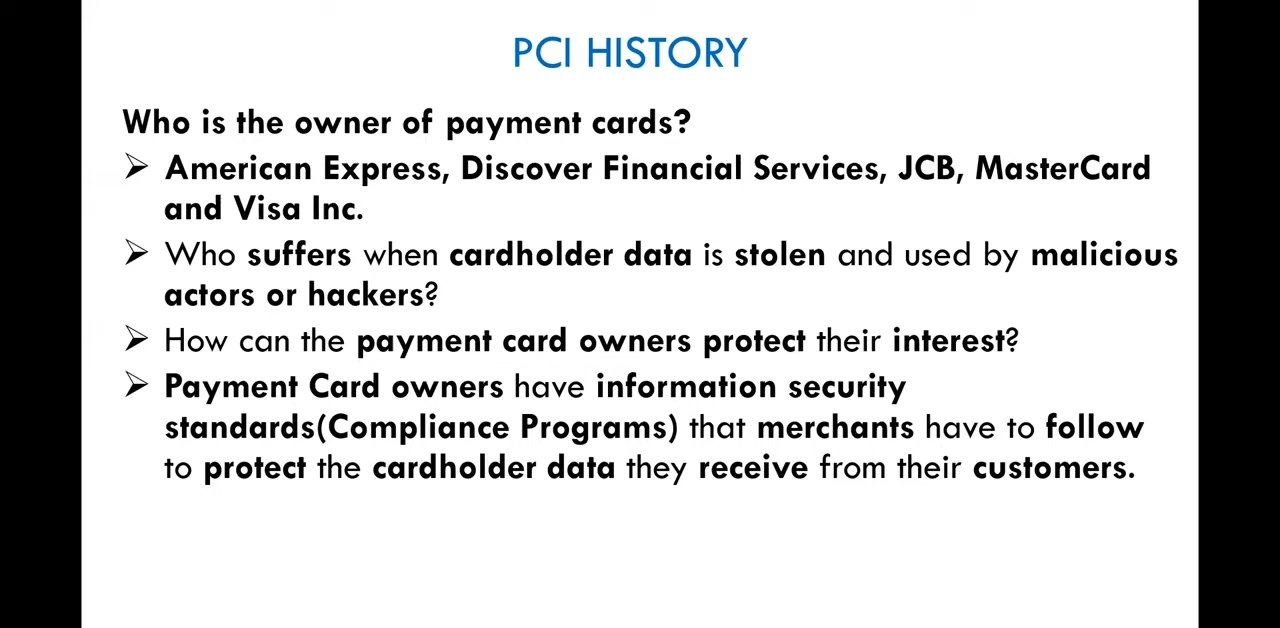 PCI HISTORY
Who is the owner of payment cards?
➢ American Express, Discover Financial Services, JCB, MasterCard
and Visa Inc.
➢ Who suffers when cardholder data is stolen and used by malicious
actors or hackers?
➢ How can the payment card owners protect their interest?
➢ Payment Card owners have information security
standards(Compliance Programs) that merchants have to follow
to protect the cardholder data they receive from their customers.